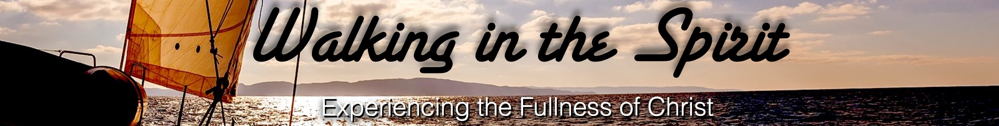 Walking in the Spirit
Experiencing the Fullness of Christ